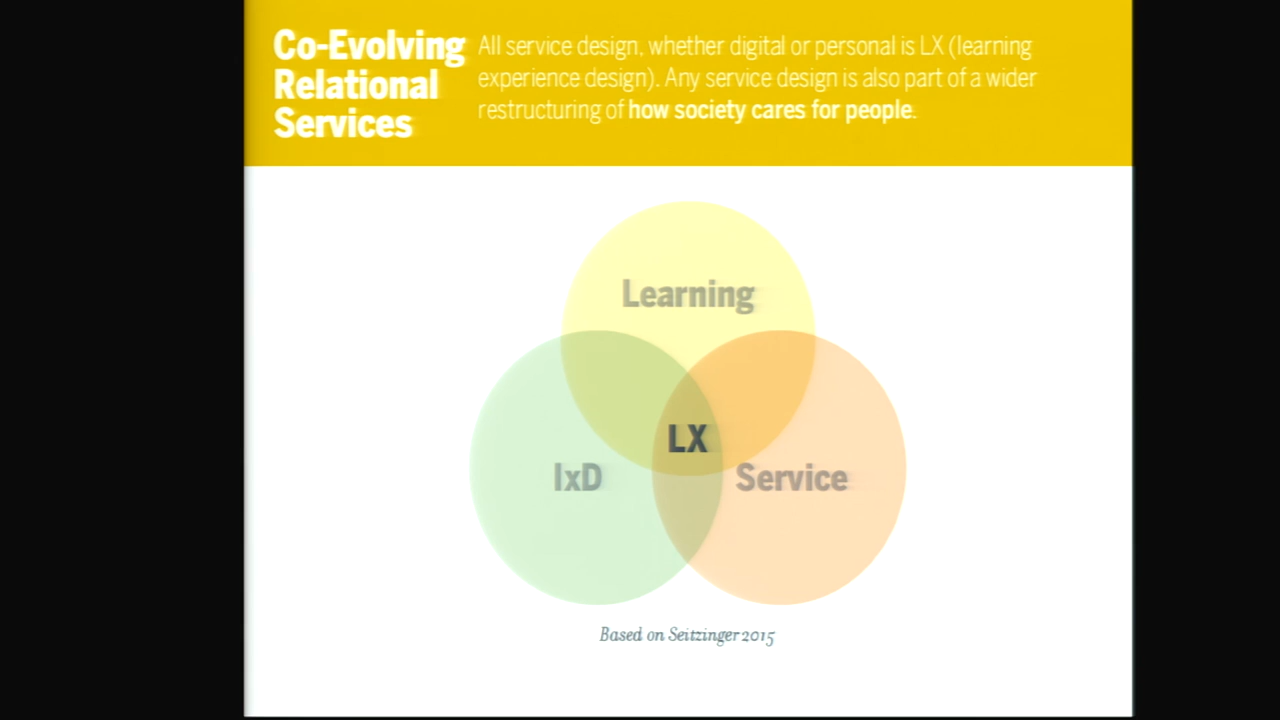 Co-Evolving
Relational
Services
All service design, whether digital or personal is LX (learning
experience design). Any service design is also part of a wider
restructuring of how society cares for people.
Learning
LX
IxD
Service
Based on Seitzinger 2015